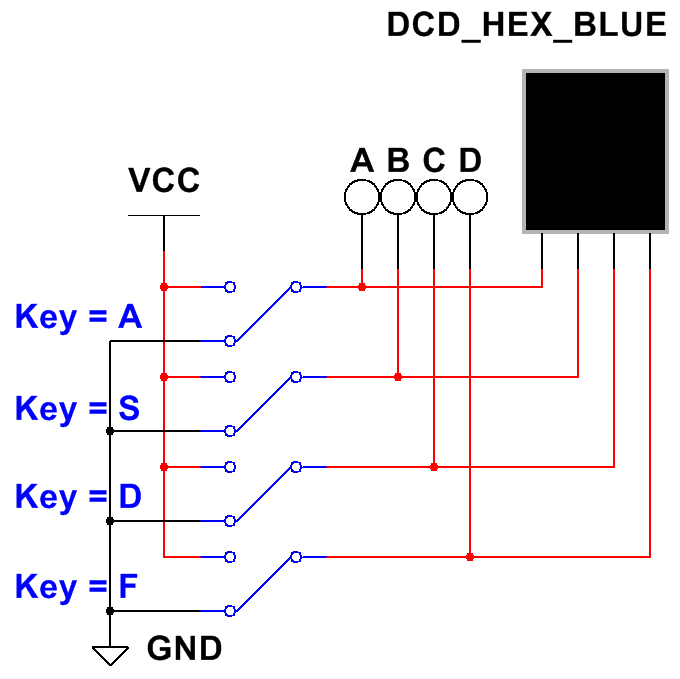 DCD_HEX_BLUE
A B C D
VCC
Key = A
Key = S
Key = D
Key = F
GND